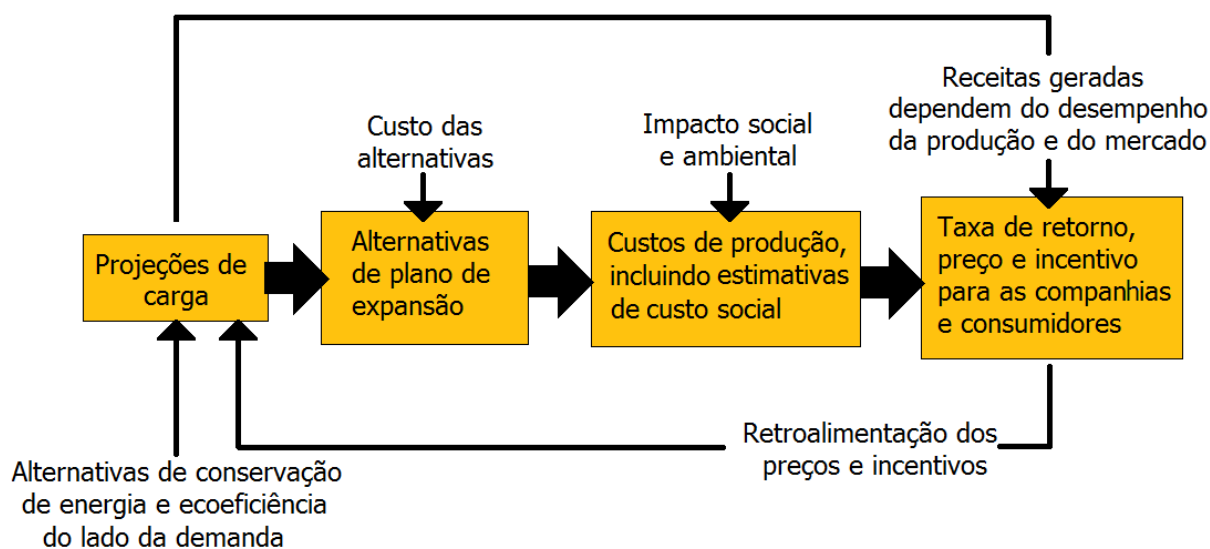 Receitas geradas
dependem do desempenho
da produção e do mercado
Custo das
alternativas
Impacto social
e ambiental
Projeções de
carga
Alternativas
de plano de
expansão
Custos de produção,
incluindo estimativas
de custo social
Taxa de retorno,
preço e incentivo
para as companhias
e consumidores
Retroalimentação dos
preços e incentivos
Alternativas de conservação
de energia e ecoeficiência
do lado da demanda